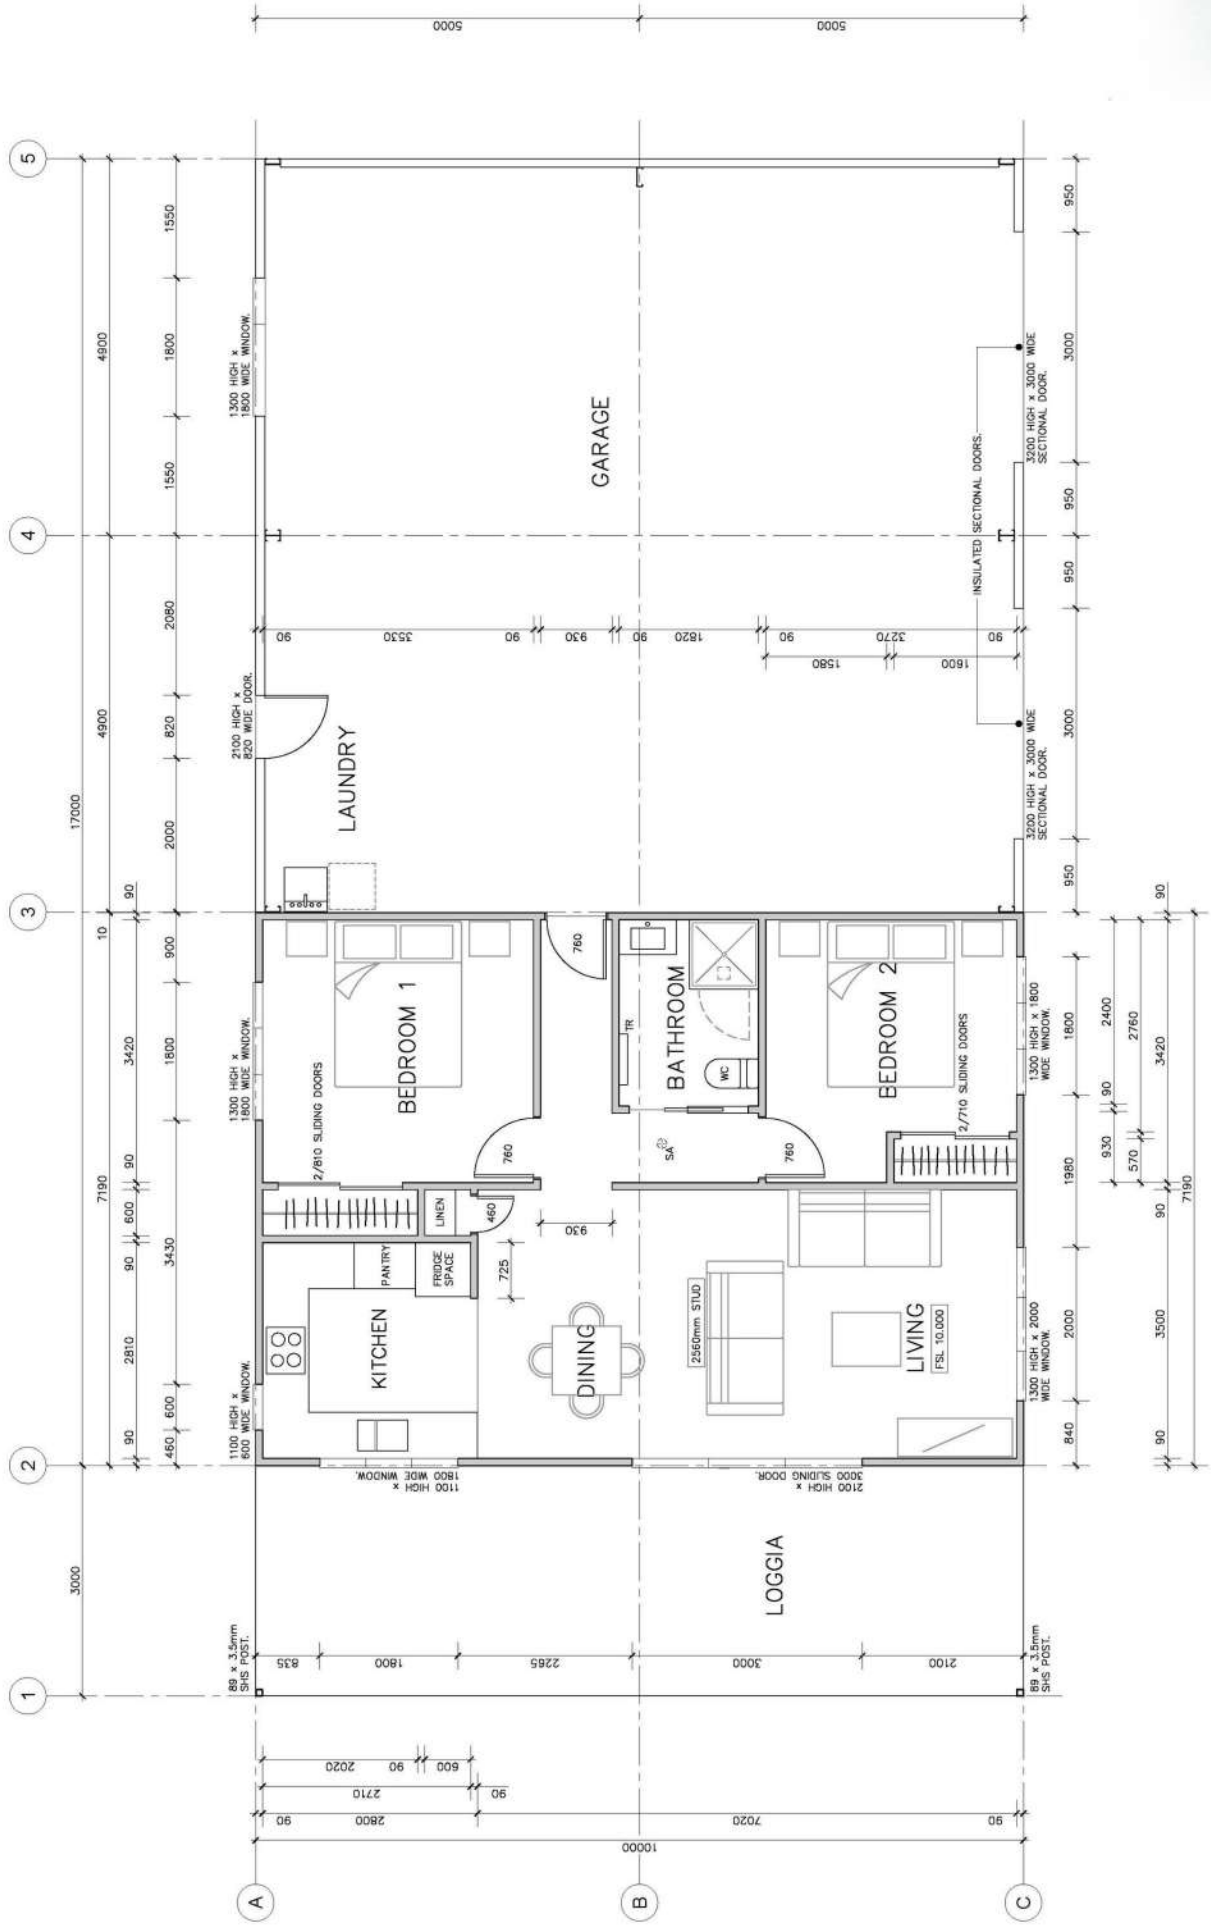 5000
5000
5
4
3
2
1
17000
3000
4900
4900
10
7190
90
3420
90
600
90
2810
90
1550
1800
1550
2080
820
2000
900
1800
3430
600
460
1300 HIGH x
1800 WIDE WINDOW.
2100 HIGH x
820 WIDE DOOR.
1300 HIGH x
1800 WIDE WINDOW.
1100 HIGH x
600 WIDE WINDOW.
89 x 3.5mm
SHS POST.
GARAGE
90
3530
90
930
90
1820
90
3270
90
1580
1600
INSULATED SECTIONAL DOORS.
LAUNDRY
760
BEDROOM 1
2/810 SLIDING DOORS
760
BATHROOM
TR
WC
SA
BEDROOM 2
2/710 SLIDING DOORS
760
LINEN
460
930
725
PANTRY
FRIDGE
SPACE
KITCHEN
DINING
2560mm STUD
LIVING
FSL 10.000
1100 HIGH x
1800 WIDE WINDOW.
2100 HIGH x
3000 SLIDING DOOR.
LOGGIA
835
1800
2265
3000
2100
3200 HIGH x 3000 WIDE
SECTIONAL DOOR.
3200 HIGH x 3000 WIDE
SECTIONAL DOOR.
1300 HIGH x 1800
WIDE WINDOW.
1300 HIGH x 2000
WIDE WINDOW.
89 x 3.5mm
SHS POST.
950
3000
950
950
3000
950
1800
1980
2000
840
2400
90
930
2760
570
90
3420
90
3500
90
7190
2020
90
600
2710
90
90
2800
7020
90
10000
A
B
C